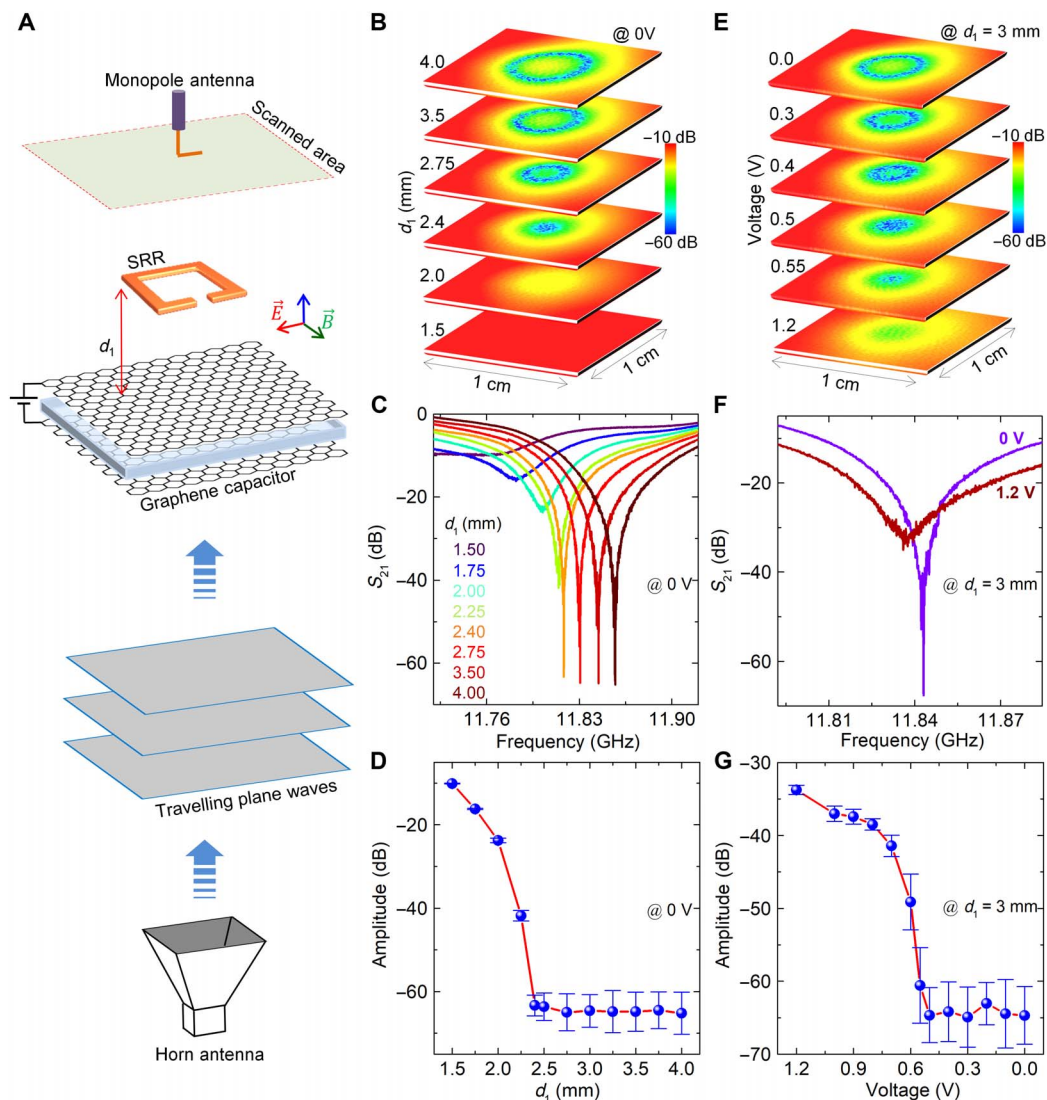 A
Monopole antenna
Scanned area
SRR
d₁
E⃗
B⃗
Graphene capacitor
Travelling plane waves
Horn antenna
B
@ 0V
4.0
3.5
2.75
2.4
2.0
1.5
d₁ (mm)
−10 dB
−60 dB
1 cm
1 cm
C
0
−20
−40
−60
S₂₁ (dB)
d₁ (mm)
1.50
1.75
2.00
2.25
2.40
2.75
3.50
4.00
@ 0 V
11.76
11.83
11.90
Frequency (GHz)
D
−20
−40
−60
Amplitude (dB)
@ 0 V
1.5
2.0
2.5
3.0
3.5
4.0
d₁ (mm)
E
@ d₁ = 3 mm
0.0
0.3
0.4
0.5
0.55
1.2
Voltage (V)
−10 dB
−60 dB
1 cm
1 cm
F
0 V
1.2 V
−20
−40
−60
S₂₁ (dB)
@ d₁ = 3 mm
11.81
11.84
11.87
Frequency (GHz)
G
−30
−40
−50
−60
−70
Amplitude (dB)
@ d₁ = 3 mm
1.2
0.9
0.6
0.3
0.0
Voltage (V)